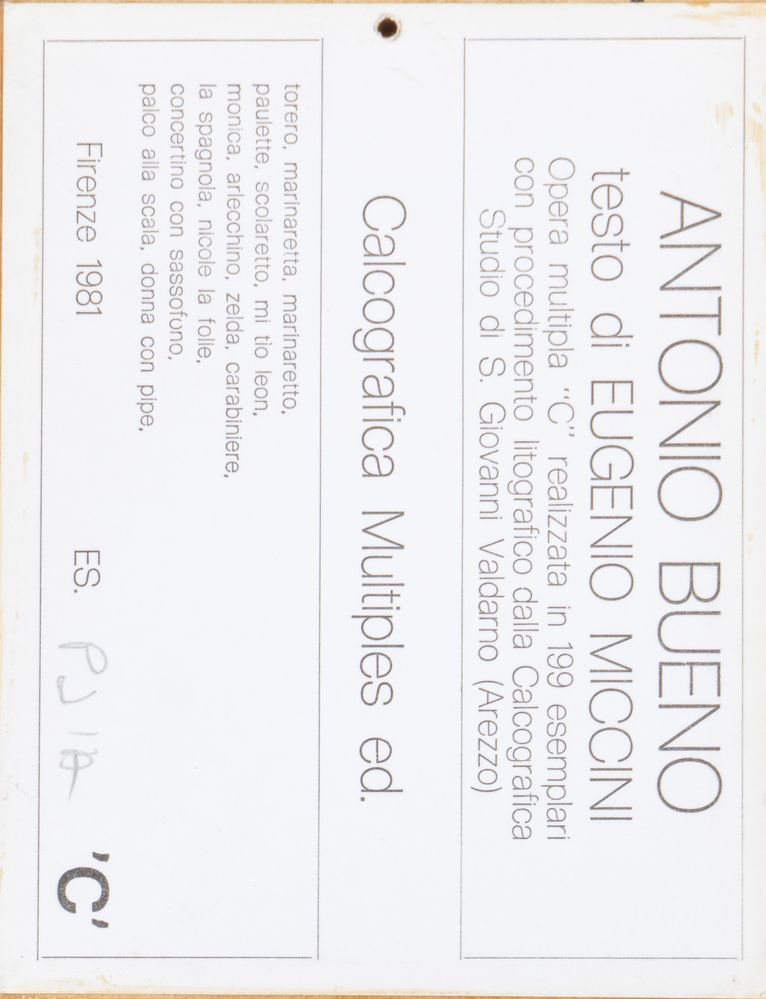 ANTONIO BUENO
testo di EUGENIO MICCINI
Opera multipla “C” realizzata in 199 esemplari
con procedimento litografico dalla Calcografica
Studio di S. Giovanni Valdarno (Arezzo)
Calcografica Multiples ed.
torero, marinaretta, marinaretto,
paulette, scolaretto, mi tio leon,
monica, arlecchino, zelda, carabiniere,
la spagnola, nicole la folle,
concertino con sassofono,
palco alla scala, donna con pipe,
Firenze 1981 ES. 'C'